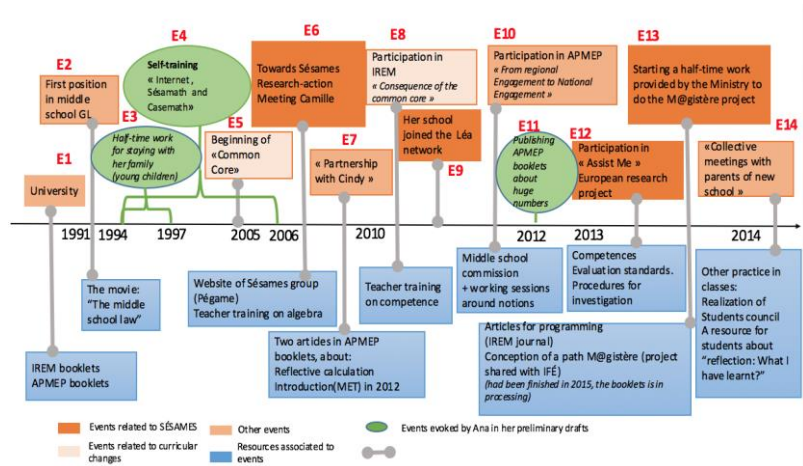 E1
University
E2
First position
in middle
school GL
E3
Half-time work
for staying with
her family
(young children)
E4
Self-training
« Internet,
Sésamath and
Casemath»
E5
Beginning of
«Common
Core»
E6
Towards Sésames
Research-action
Meeting Camille
E7
« Partnership
with Cindy »
E8
Participation in
IREM
« Consequence of the
common core »
Her school
joined the Léa
network
E9
E10
Participation in APMEP
« From regional
Engagement to National
Engagement »
E11
Publishing
APMEP
booklets
about
huge
numbers
E12
Participation in
« Assist Me »
European research
project
E13
Starting a half-time work
provided by the Ministry to
do the M@gistère project
E14
«Collective
meetings with
parents of new
school »
1991 1994 1997 2005 2006 2010 2012 2013 2014
IREM booklets
APMEP booklets
The movie:
"The middle
school law"
Website of Sésames group
(Pégame)
Teacher training on algebra
Two articles in APMEP
booklets, about:
Reflective calculation
Introduction(MET) in 2012
Teacher training
on competence
Middle school
commission
+ working sessions
around notions
Competences
Evaluation standards.
Procedures for
investigation
Articles for programming
(IREM journal)
Conception of a path M@gistère (project
shared with IFÉ)
(had been finished in 2015, the booklets is in
processing)
Other practice in
classes:
Realization of
Students council
A resource for
students about
"reflection: What I
have learnt?"
Events related to SÉSAMES
Other events
Events evoked by Ana in her preliminary drafts
Events related to curricular
changes
Resources associated to
events